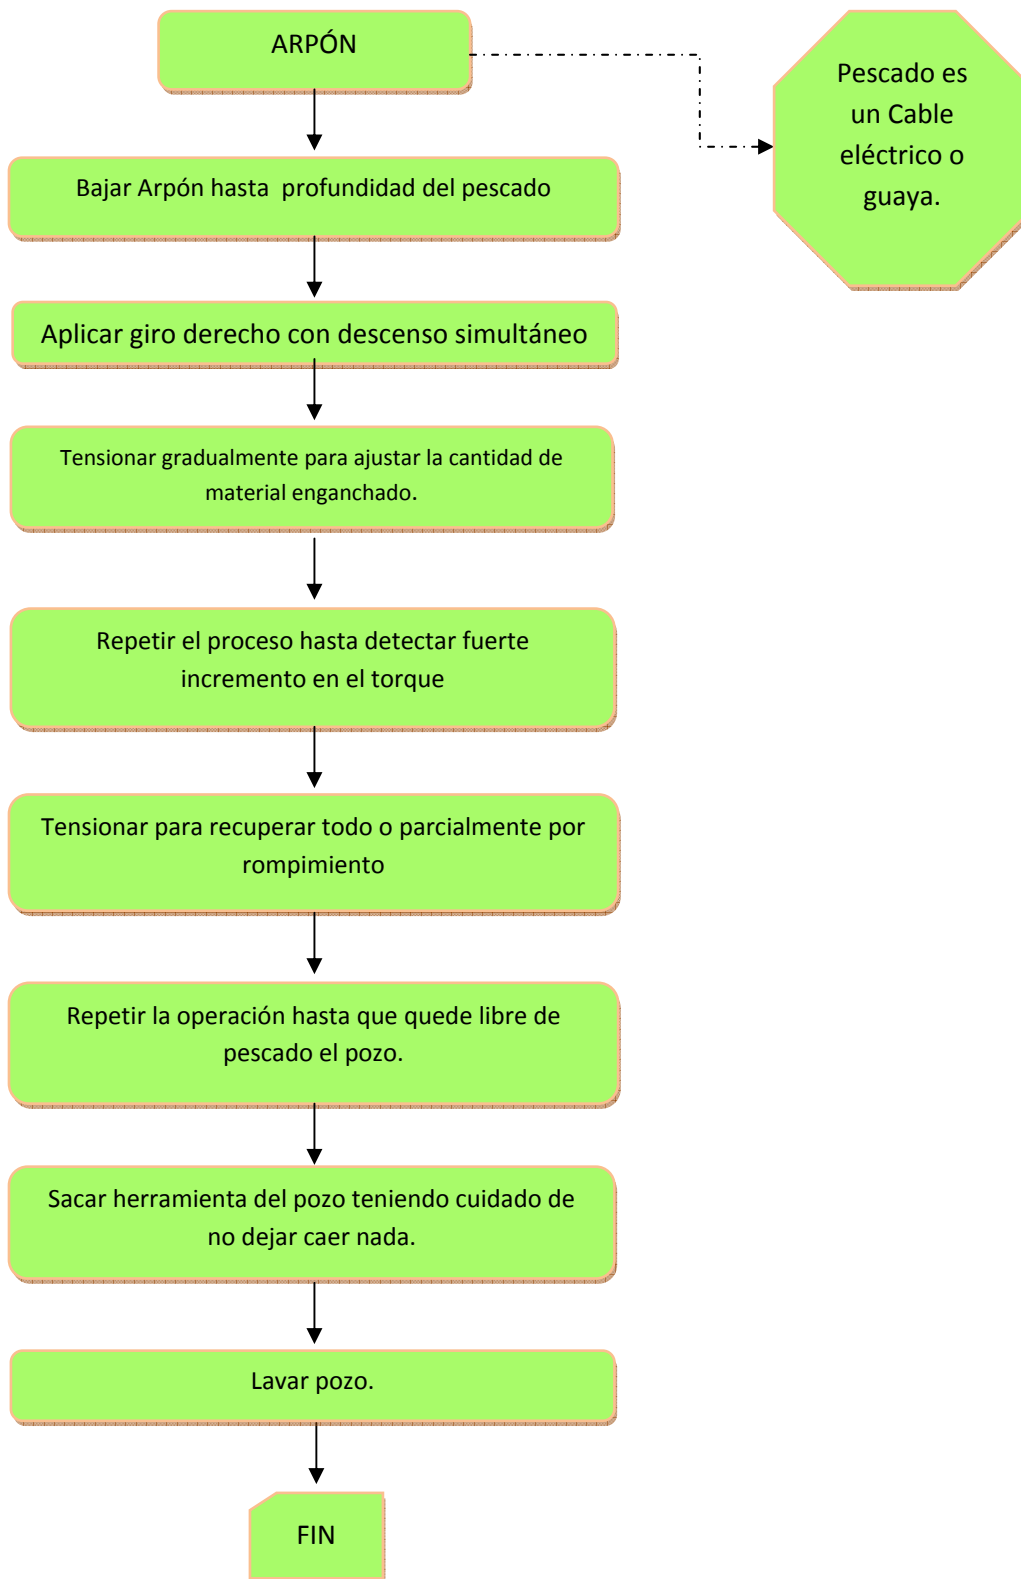 ARPÓN
Pescado es
un Cable
eléctrico o
guaya.
Bajar Arpón hasta profundidad del pescado
Aplicar giro derecho con descenso simultáneo
Tensionar gradualmente para ajustar la cantidad de
material enganchado.
Repetir el proceso hasta detectar fuerte
incremento en el torque
Tensionar para recuperar todo o parcialmente por
rompimiento
Repetir la operación hasta que quede libre de
pescado el pozo.
Sacar herramienta del pozo teniendo cuidado de
no dejar caer nada.
Lavar pozo.
FIN